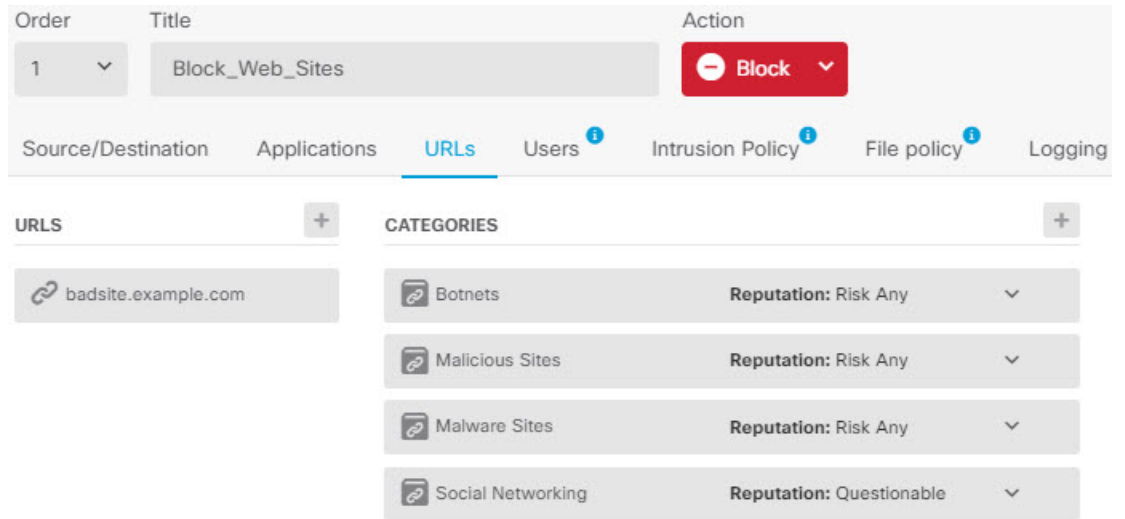 Order Title Action
1 Block_Web_Sites Block
Source/Destination Applications URLs Users Intrusion Policy File policy Logging
URLS CATEGORIES
badsite.example.com Botnets Reputation: Risk Any
Malicious Sites Reputation: Risk Any
Malware Sites Reputation: Risk Any
Social Networking Reputation: Questionable